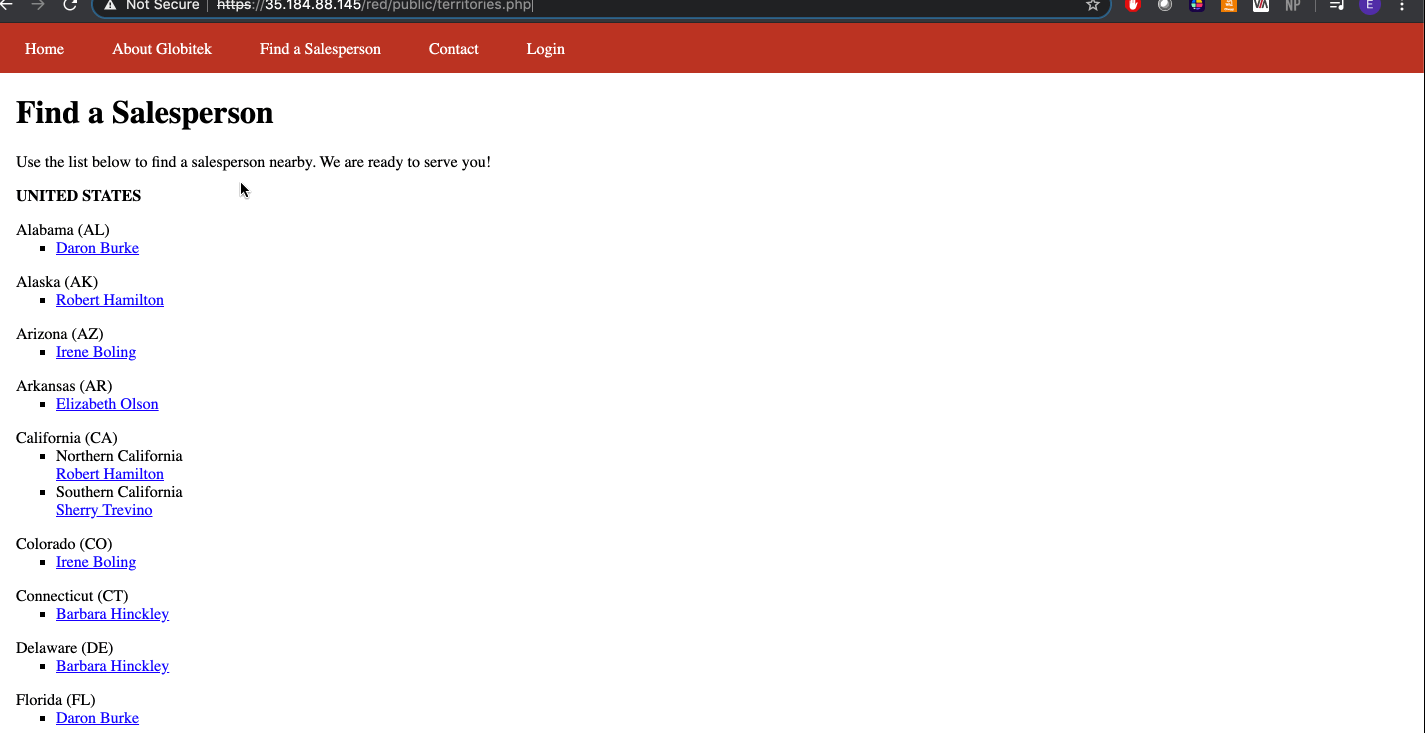 Not Secure | https://35.184.88.145/red/public/territories.php
NP
E
Home About Globitek Find a Salesperson Contact Login
Find a Salesperson
Use the list below to find a salesperson nearby. We are ready to serve you!
UNITED STATES
Alabama (AL)
Daron Burke
Alaska (AK)
Robert Hamilton
Arizona (AZ)
Irene Boling
Arkansas (AR)
Elizabeth Olson
California (CA)
Northern California
Robert Hamilton
Southern California
Sherry Trevino
Colorado (CO)
Irene Boling
Connecticut (CT)
Barbara Hinckley
Delaware (DE)
Barbara Hinckley
Florida (FL)
Daron Burke